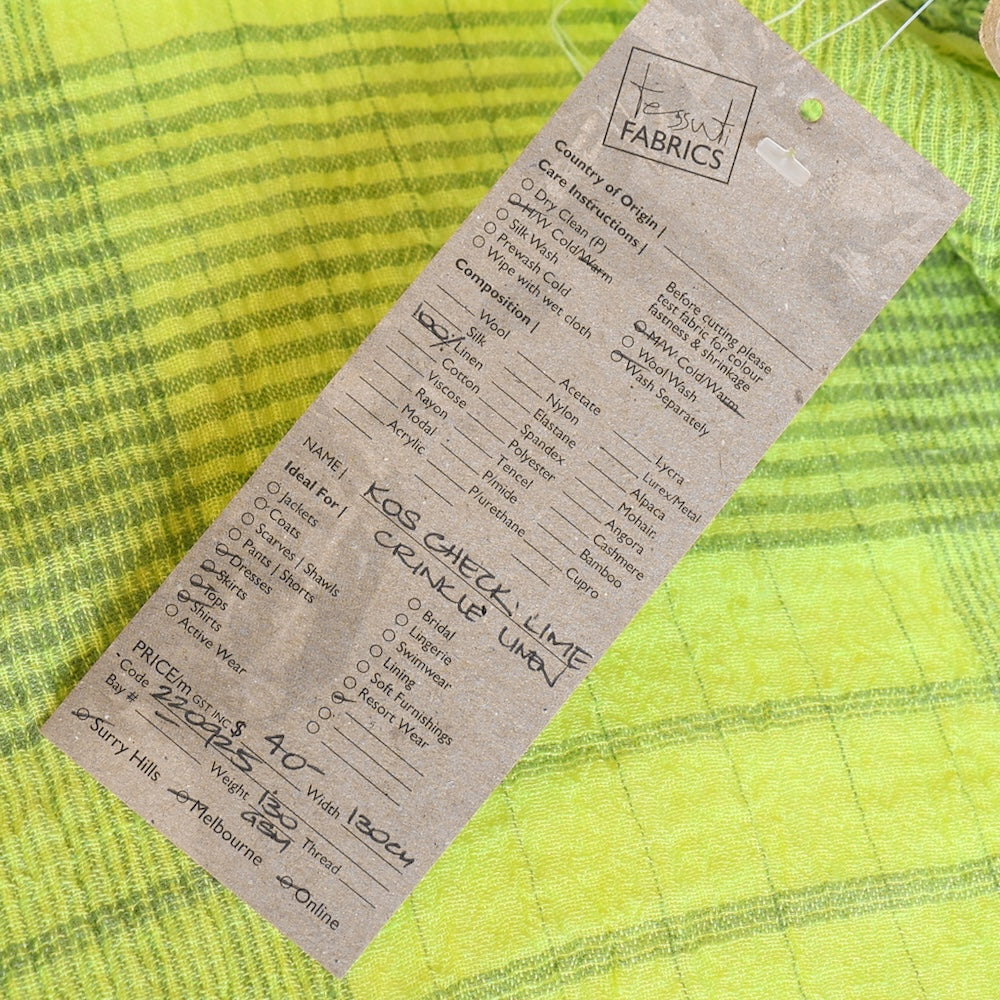 tessuti
FABRICS
Country of Origin |
Care Instructions |
Dry Clean (P)
H/W Cold/Warm
Silk Wash
Prewash Cold
Wipe with wet cloth
Before cutting please
test fabric for colour
fastness & shrinkage
M/W Cold/Warm
Wool Wash
Wash Separately
Composition |
Wool
Silk
100% Linen
Cotton
Viscose
Rayon
Modal
Acrylic
Acetate
Nylon
Elastane
Spandex
Polyester
Tencel
P/mide
P/urethane
Lycra
Lurex/Metal
Alpaca
Mohair
Angora
Cashmere
Bamboo
Cupro
NAME | KOS CHECK. LIME
CRINKLE LINEN
Ideal For |
Jackets
Coats
Scarves | Shawls
Pants | Shorts
Dresses
Skirts
Tops
Shirts
Active Wear
Bridal
Lingerie
Swimwear
Lining
Soft Furnishings
Resort Wear
PRICE/m GST INC $ 40-
Code 220925 Width 130cm
Bay # Weight 130 GSM Thread
Surry Hills Melbourne Online